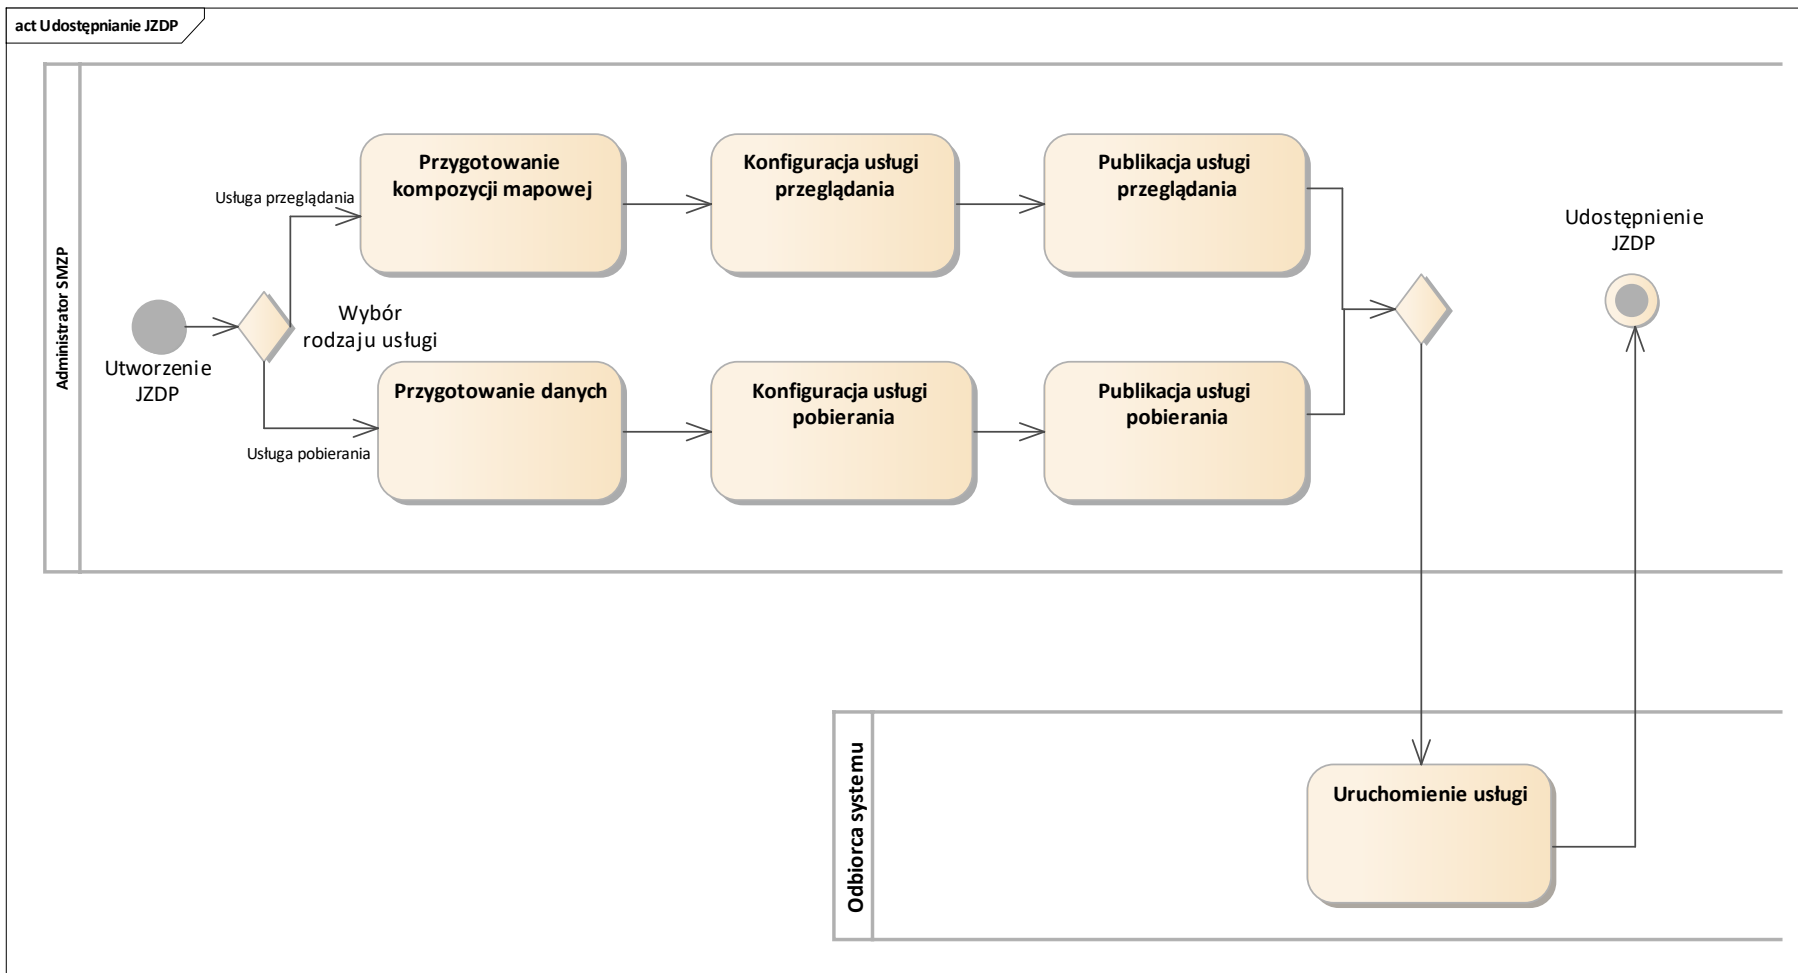 act Udostępnianie JZDP
Administrator SMZP
Przygotowanie
kompozycji mapowej
Konfiguracja usługi
przeglądania
Publikacja usługi
przeglądania
Usługa przeglądania
Udostępnienie
JZDP
Wybór
rodzaju usługi
Utworzenie
JZDP
Przygotowanie danych
Konfiguracja usługi
pobierania
Publikacja usługi
pobierania
Usługa pobierania
Odbiorca systemu
Uruchomienie usługi